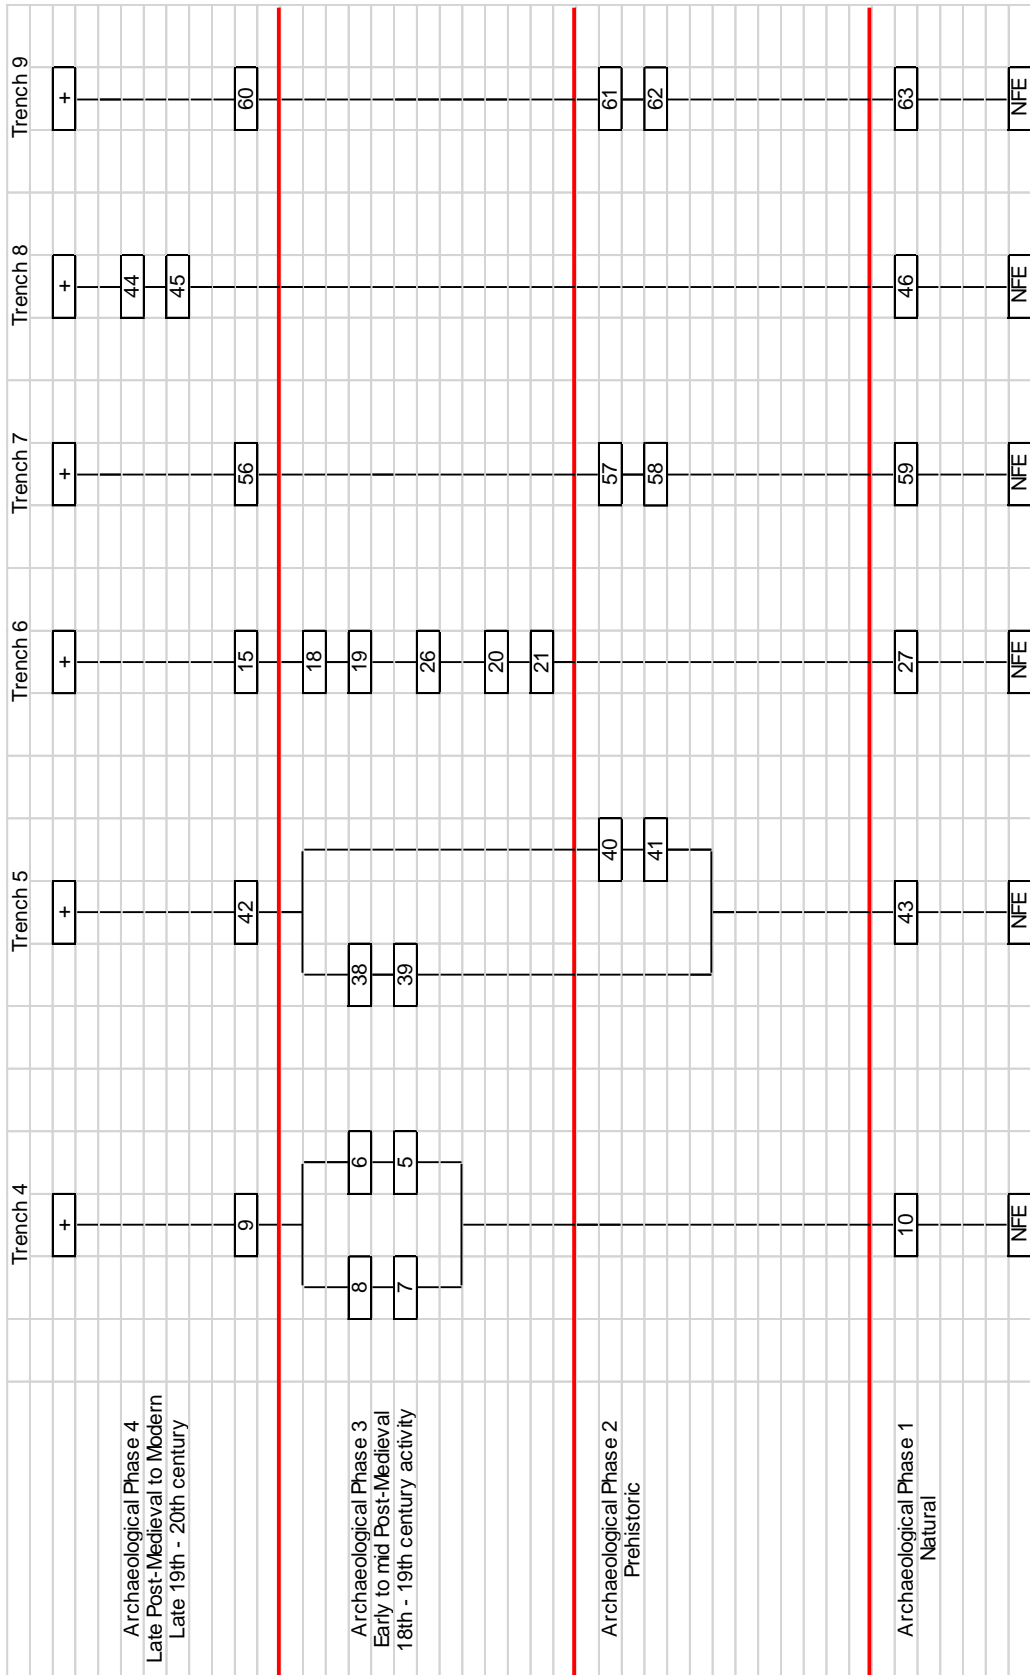 Trench 4
Trench 5
Trench 6
Trench 7
Trench 8
Trench 9
+
+
+
+
+
+
Archaeological Phase 4
Late Post-Medieval to Modern
Late 19th - 20th century
44
45
9
42
15
56
60
Archaeological Phase 3
Early to mid Post-Medieval
18th - 19th century activity
18
8
6
38
19
7
5
39
26
20
21
Archaeological Phase 2
Prehistoric
40
57
61
41
58
62
Archaeological Phase 1
Natural
10
43
27
59
46
63
NFE
NFE
NFE
NFE
NFE
NFE